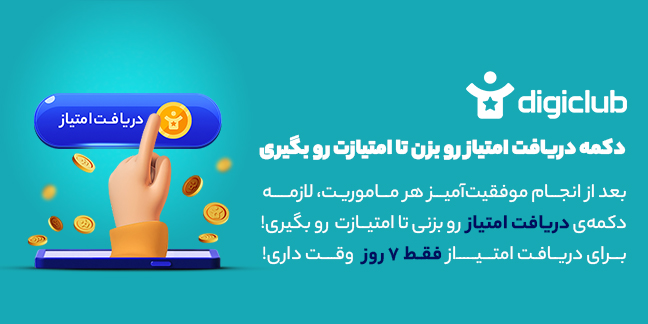 digiclub
دریافت امتیاز
دکمه دریافت امتیاز رو بزن تا امتیازت رو بگیری
بعد از انجام موفقیت‌آمیز هر ماموریت، لازمه
دکمه‌ی دریافت امتیاز رو بزنی تا امتیازت رو بگیری!
برای دریافت امتیاز فقط ۷ روز وقت داری!